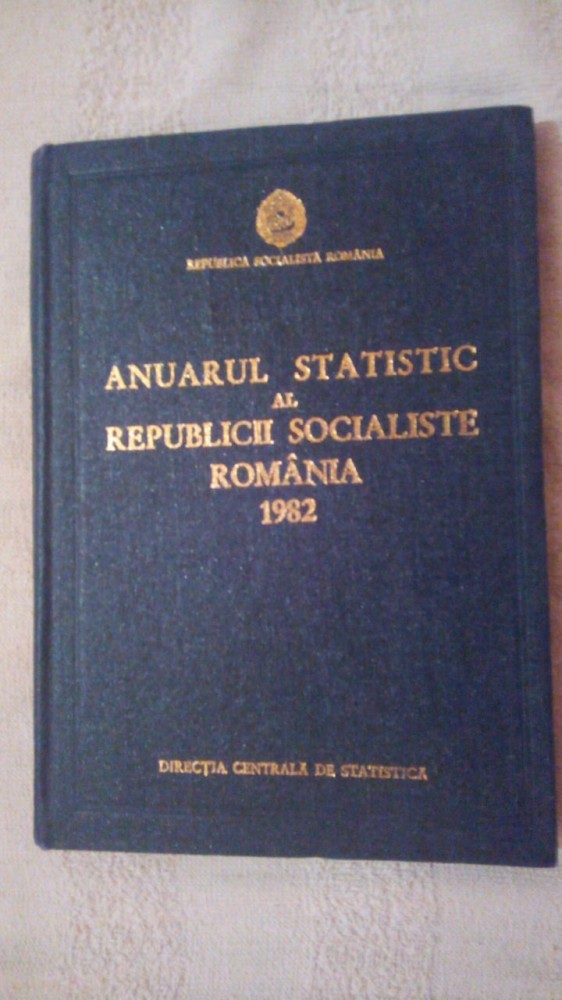 REPUBLICA SOCIALISTĂ ROMÂNIA
ANUARUL STATISTIC
AL
REPUBLICII SOCIALISTE
ROMÂNIA
1982
DIRECȚIA CENTRALĂ DE STATISTICĂ